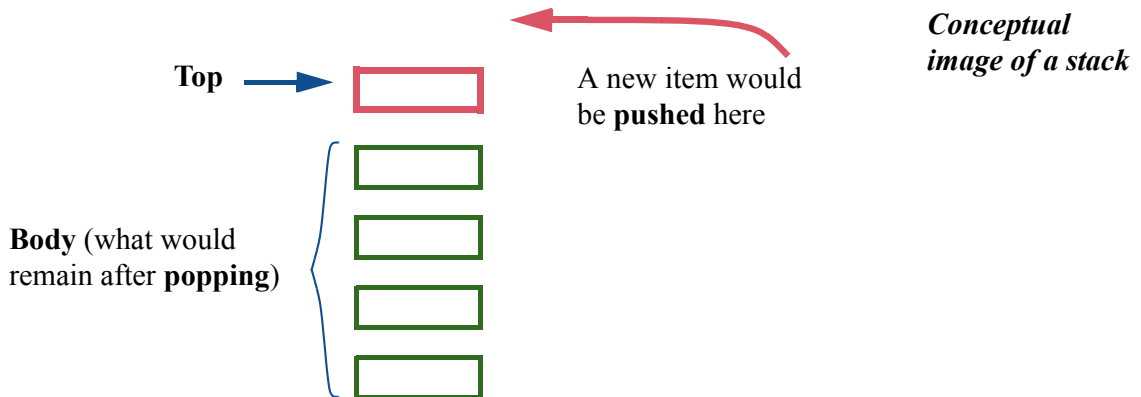 Conceptual
image of a stack
Top
A new item would
be pushed here
Body (what would
remain after popping)